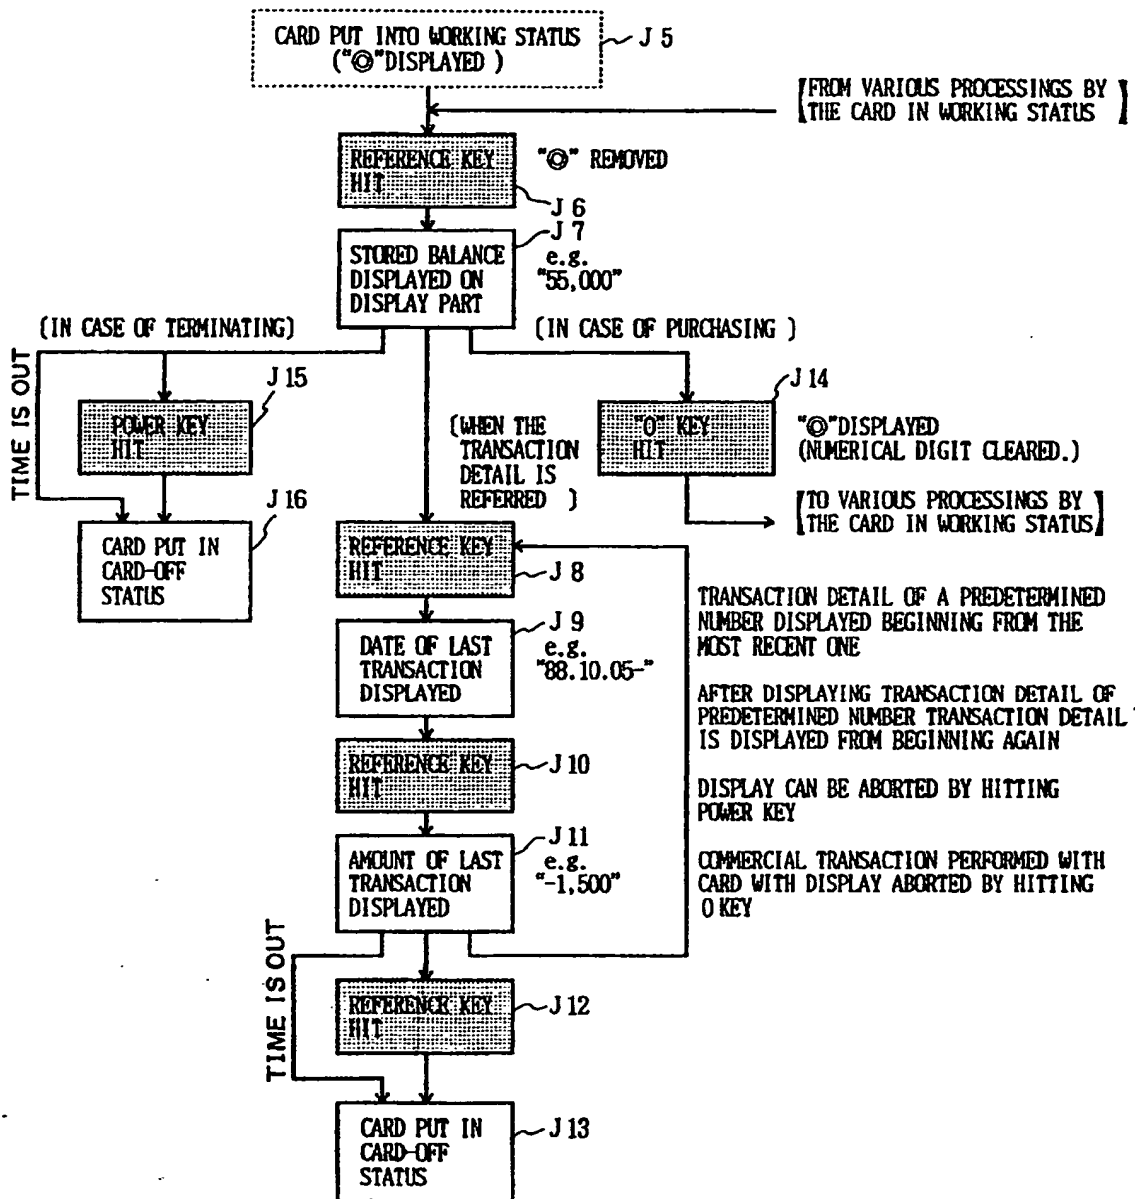 CARD PUT INTO WORKING STATUS
("◎"DISPLAYED )
J 5
[FROM VARIOUS PROCESSINGS BY
THE CARD IN WORKING STATUS ]
REFERENCE KEY
HIT
"◎" REMOVED
J 6
J 7
STORED BALANCE
DISPLAYED ON
DISPLAY PART
e.g.
"55,000"
(IN CASE OF TERMINATING)
(IN CASE OF PURCHASING )
TIME IS OUT
J 15
POWER KEY
HIT
J 14
"O" KEY
HIT
"◎"DISPLAYED
(NUMERICAL DIGIT CLEARED.)
(WHEN THE
TRANSACTION
DETAIL IS
REFERRED )
J 16
CARD PUT IN
CARD-OFF
STATUS
[TO VARIOUS PROCESSINGS BY
THE CARD IN WORKING STATUS]
REFERENCE KEY
HIT
J 8
J 9
DATE OF LAST
TRANSACTION
DISPLAYED
e.g.
"88.10.05-"
TRANSACTION DETAIL OF A PREDETERMINED
NUMBER DISPLAYED BEGINNING FROM THE
MOST RECENT ONE
AFTER DISPLAYING TRANSACTION DETAIL OF
PREDETERMINED NUMBER TRANSACTION DETAIL
IS DISPLAYED FROM BEGINNING AGAIN
REFERENCE KEY
HIT
J 10
DISPLAY CAN BE ABORTED BY HITTING
POWER KEY
J 11
AMOUNT OF LAST
TRANSACTION
DISPLAYED
e.g.
"-1,500"
COMMERCIAL TRANSACTION PERFORMED WITH
CARD WITH DISPLAY ABORTED BY HITTING
O KEY
TIME IS OUT
REFERENCE KEY
HIT
J 12
CARD PUT IN
CARD-OFF
STATUS
J 13